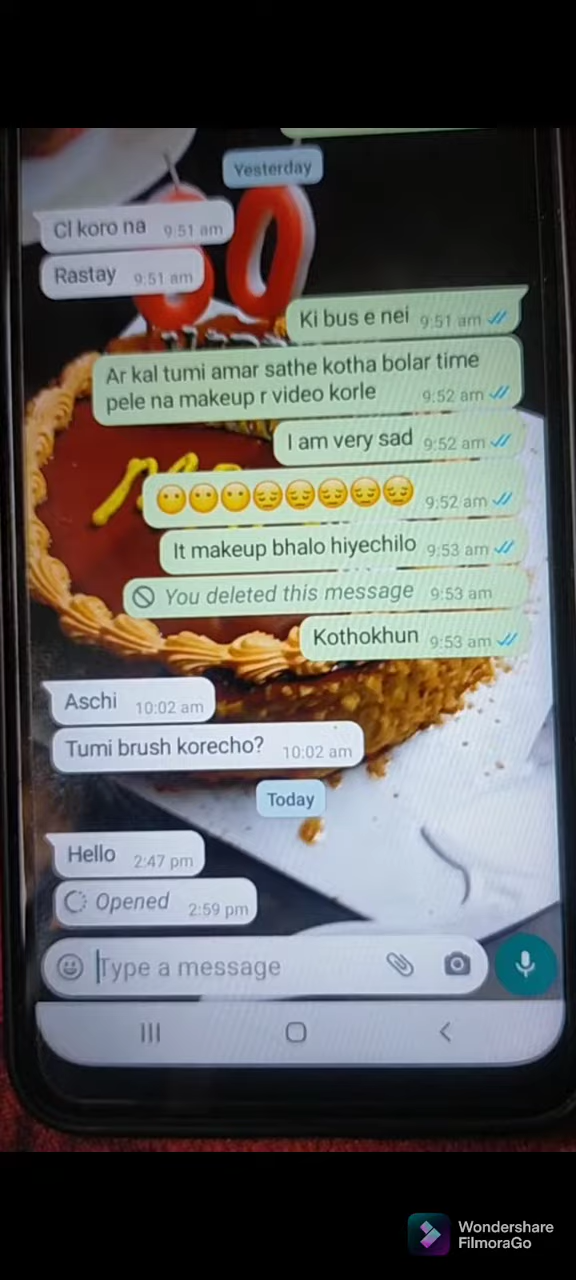 Yesterday
Cl koro na 9:51 am
Rastay 9:51 am
Ki bus e nei 9:51 am
Ar kal tumi amar sathe kotha bolar time
pele na makeup r video korle 9:52 am
I am very sad 9:52 am
😶😶😶😔😔😔😔😔 9:52 am
It makeup bhalo hiyechilo 9:53 am
You deleted this message 9:53 am
Kothokhun 9:53 am
Aschi 10:02 am
Tumi brush korecho? 10:02 am
Today
Hello 2:47 pm
Opened 2:59 pm
Type a message
Wondershare
FilmoraGo